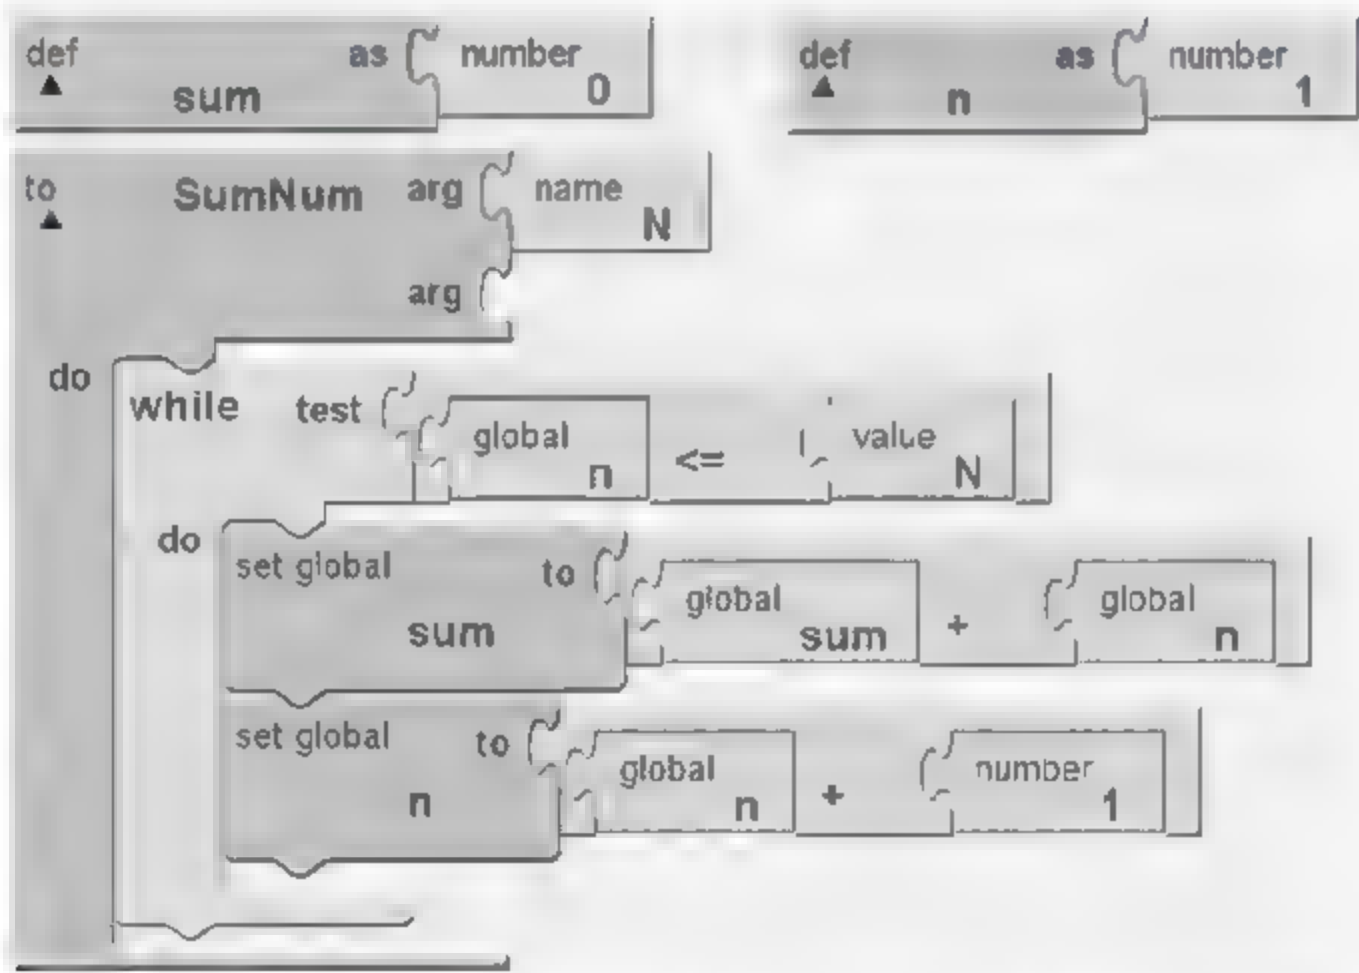 def as number def as number
sum 0 n 1
to SumNum arg name
N
arg
do
while test global <= value
n N
do
set global to global + global
sum sum n
set global to global + number
n n 1